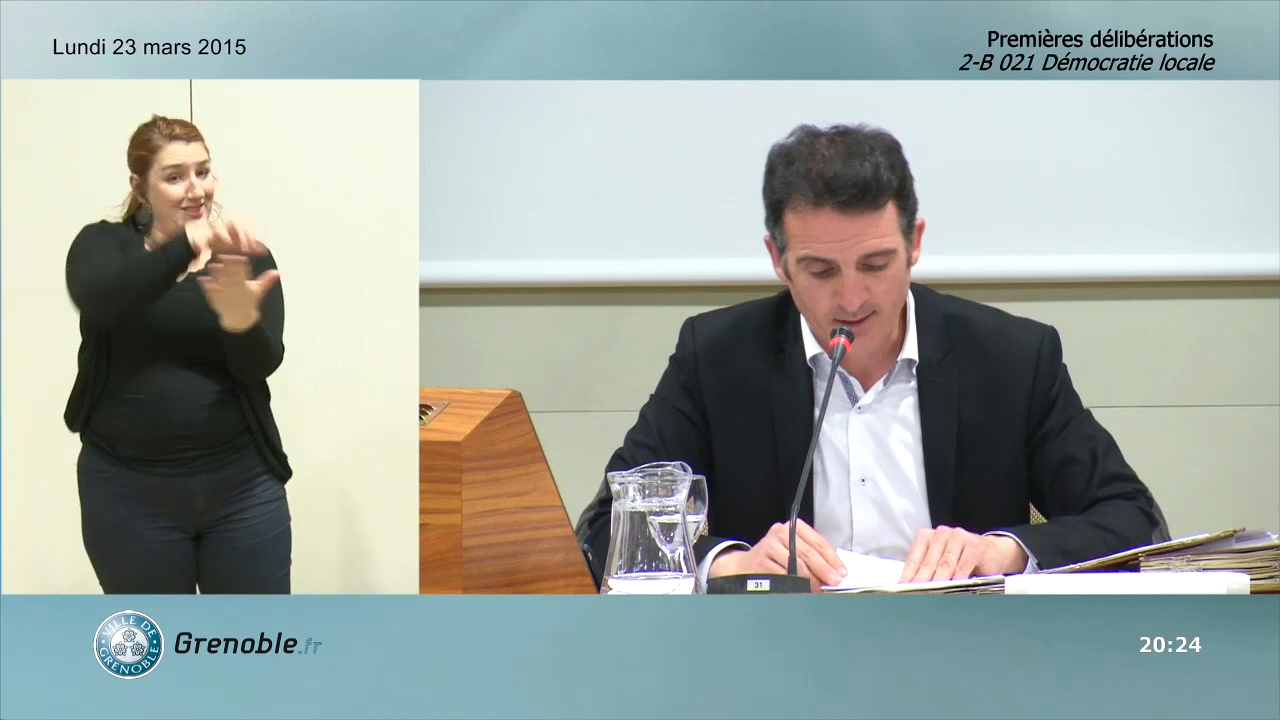 Lundi 23 mars 2015
Premières délibérations
2-B 021 Démocratie locale
31
VILLE DE
GRENOBLE
Grenoble.fr
20:24